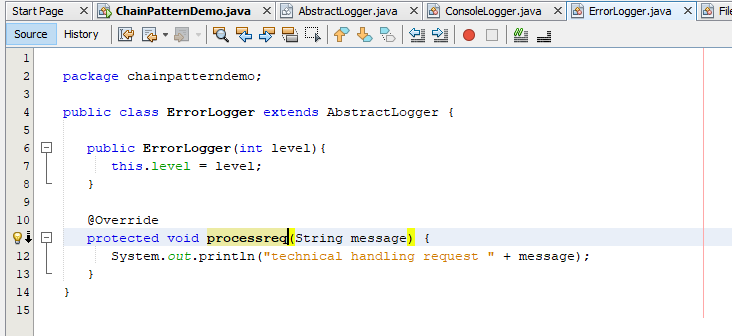 Start Page ChainPatternDemo.java AbstractLogger.java ConsoleLogger.java ErrorLogger.java File
Source History
1
2 package chainpatterndemo;
3
4 public class ErrorLogger extends AbstractLogger {
5
6 public ErrorLogger(int level){
7 this.level = level;
8 }
9
10 @Override
protected void processreq(String message) {
12 System.out.println("technical handling request " + message);
13 }
14 }
15